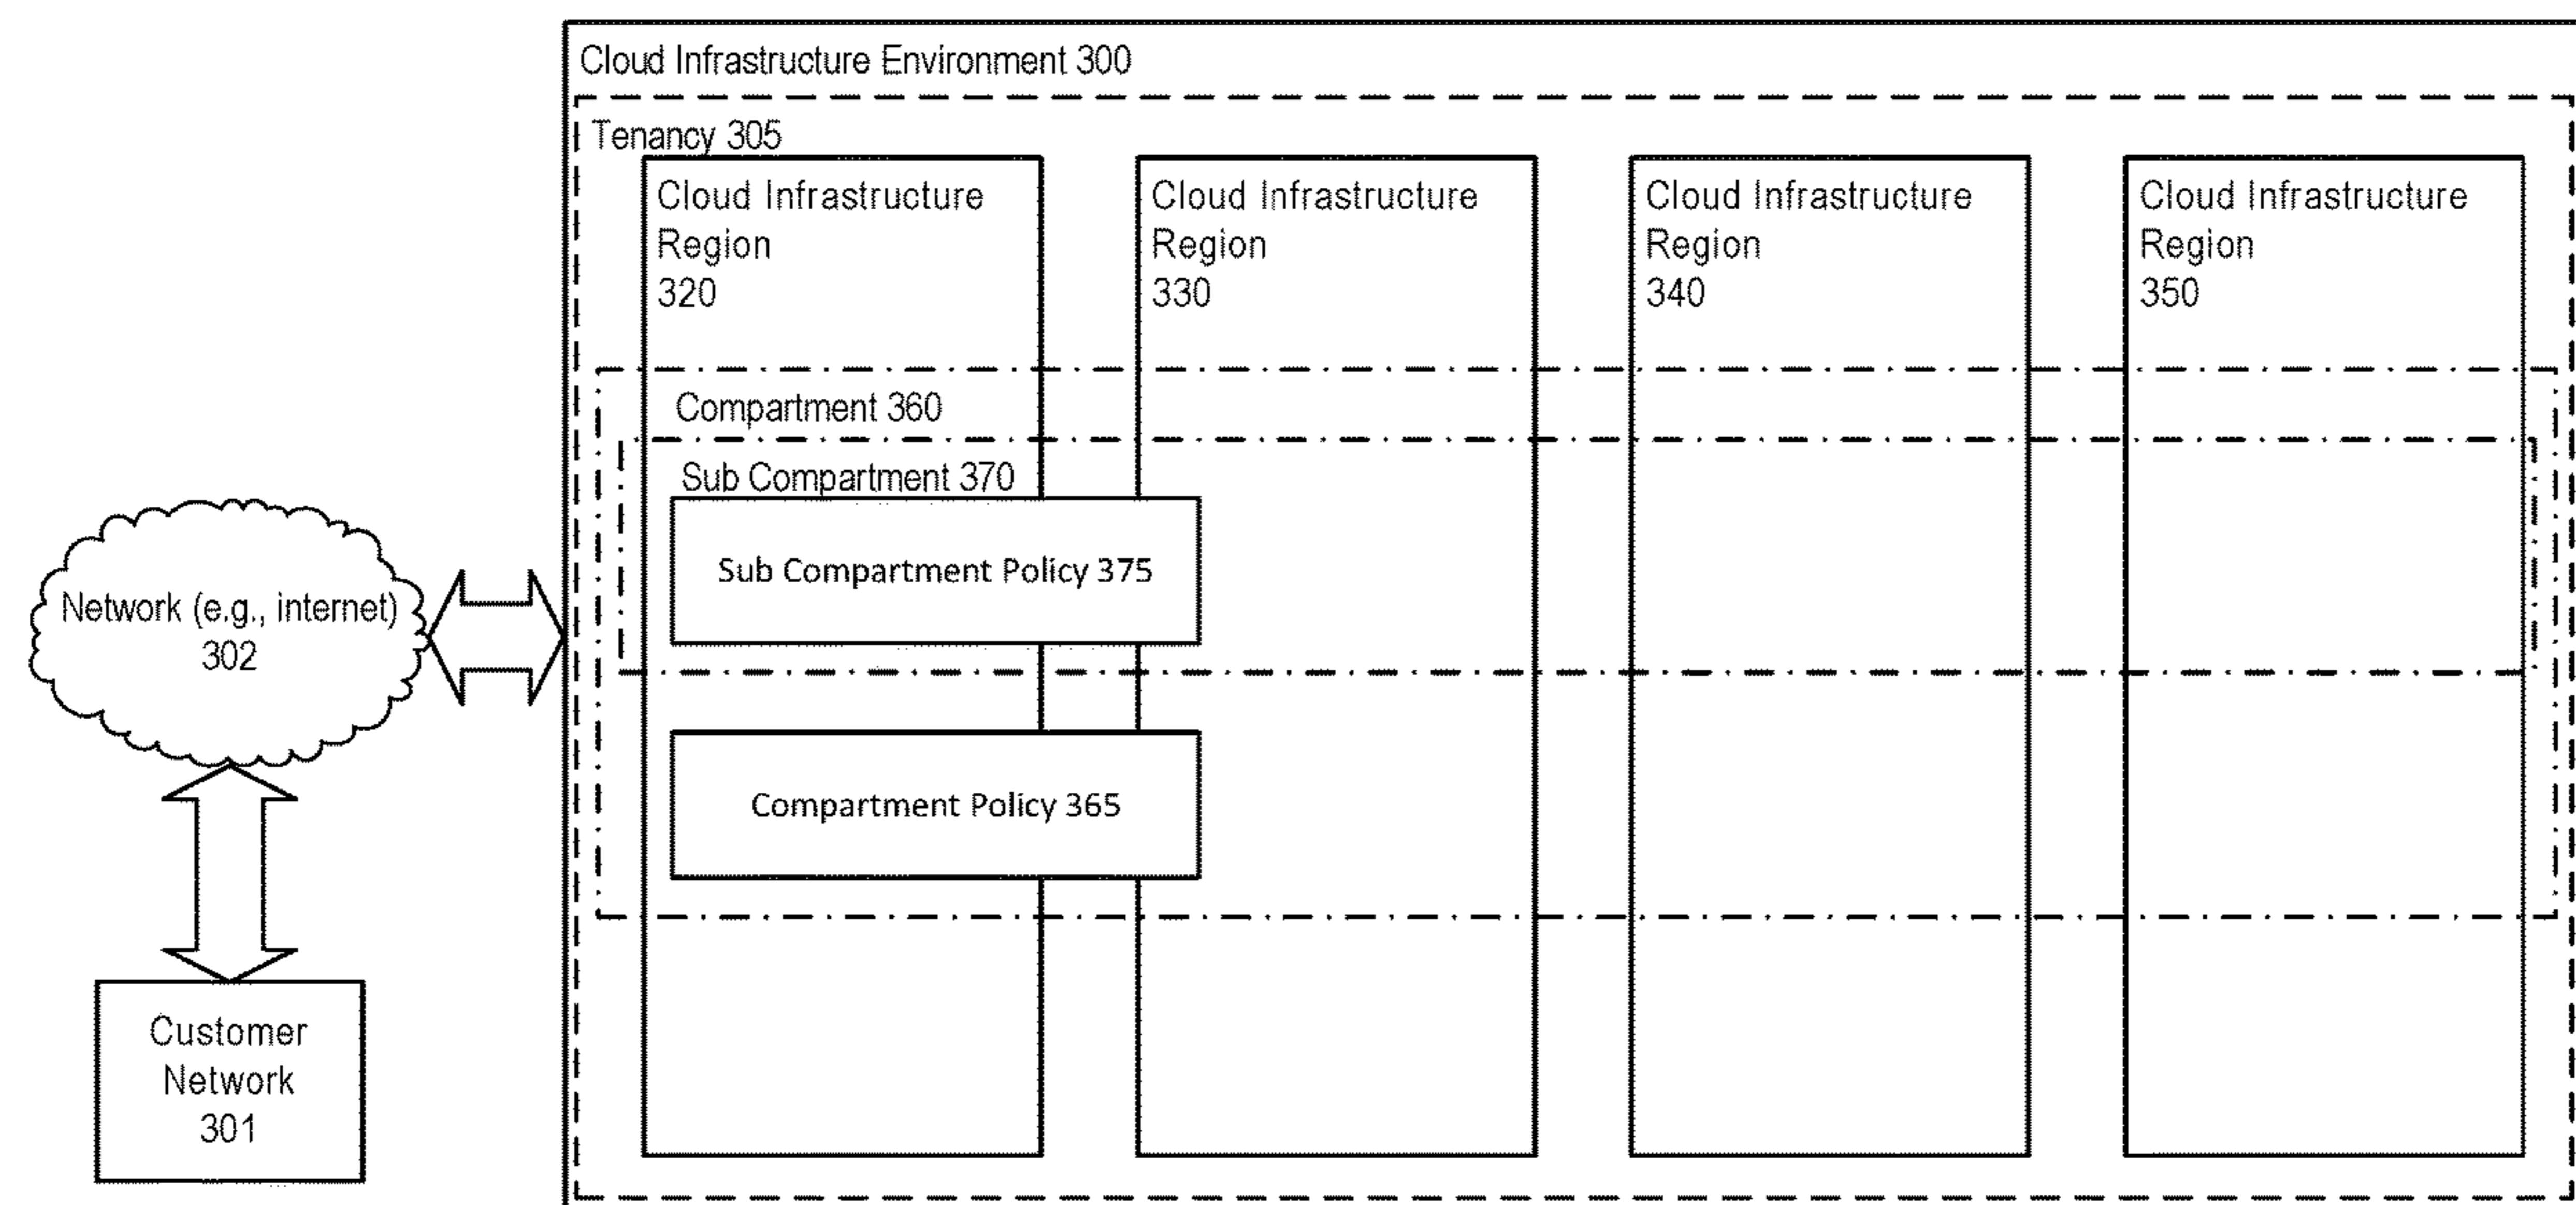 Cloud Infrastructure Environment 300
Tenancy 305
Cloud Infrastructure
Region
320
Cloud Infrastructure
Region
330
Cloud Infrastructure
Region
340
Cloud Infrastructure
Region
350
Compartment 360
Sub Compartment 370
Sub Compartment Policy 375
Compartment Policy 365
Network (e.g., internet)
302
Customer
Network
301